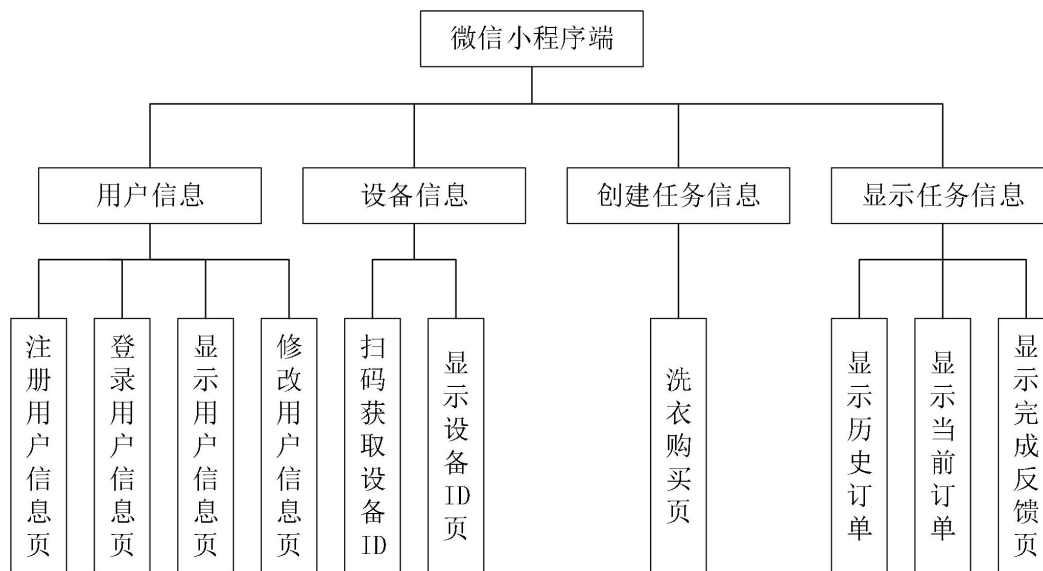 微信小程序端
用户信息
设备信息
创建任务信息
显示任务信息
注册用户信息页
登录用户信息页
显示用户信息页
修改用户信息页
扫码获取设备ID
显示设备ID页
洗衣购买页
显示历史订单
显示当前订单
显示完成反馈页